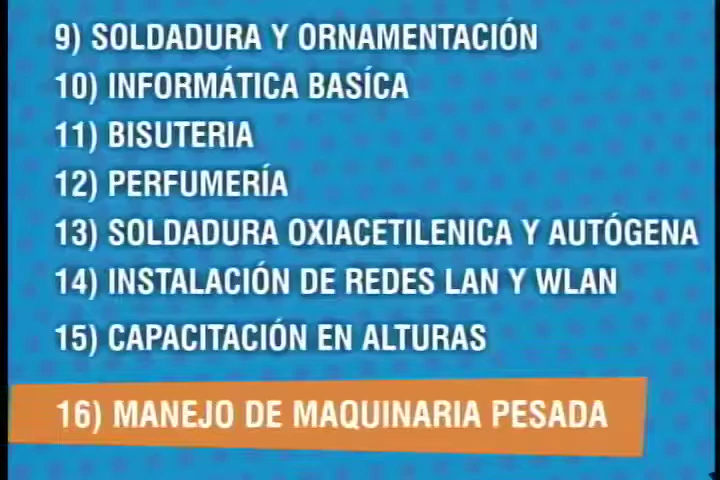 9) SOLDADURA Y ORNAMENTACIÓN
10) INFORMÁTICA BASÍCA
11) BISUTERIA
12) PERFUMERÍA
13) SOLDADURA OXIACETILENICA Y AUTÓGENA
14) INSTALACIÓN DE REDES LAN Y WLAN
15) CAPACITACIÓN EN ALTURAS
16) MANEJO DE MAQUINARIA PESADA